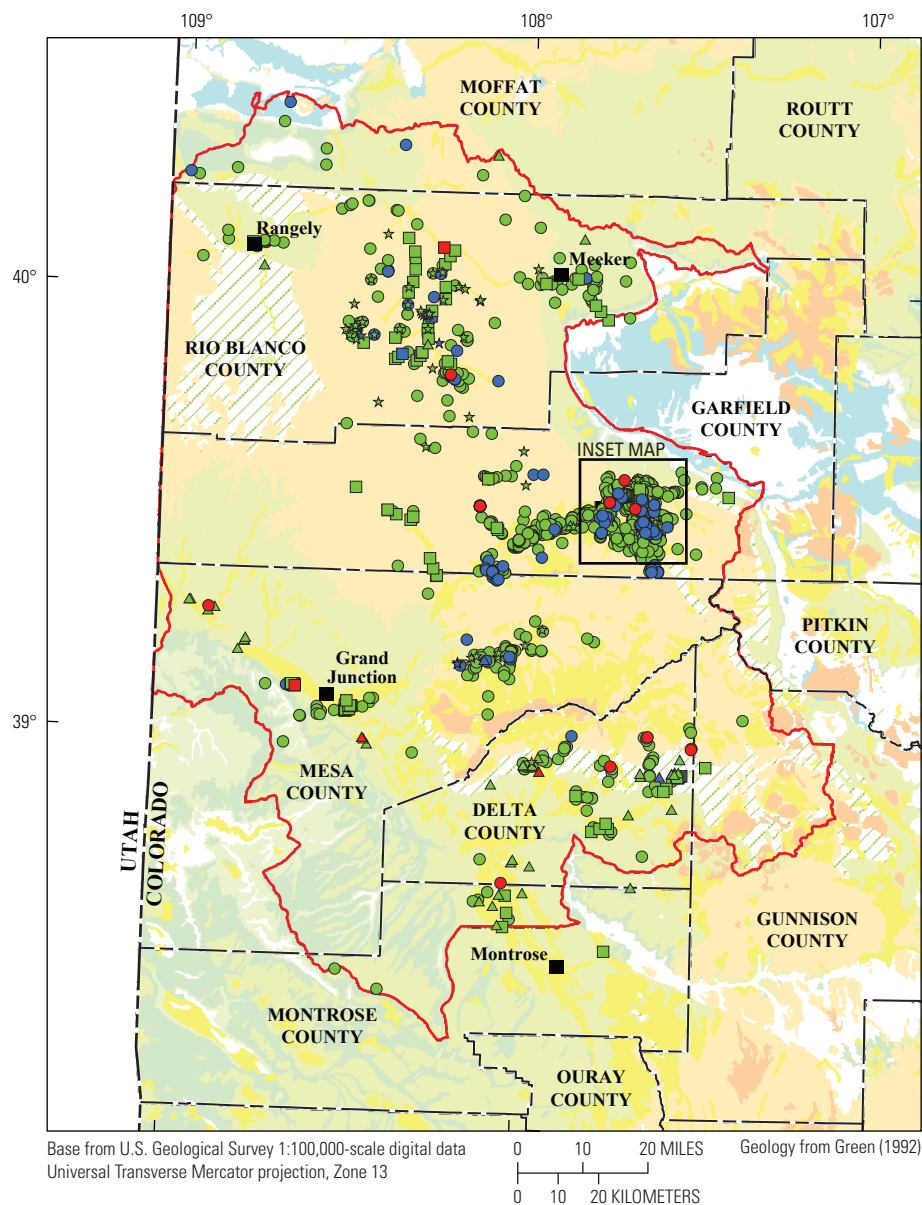 109°
108°
107°
MOFFAT
COUNTY
ROUTT
COUNTY
Rangely
Meeker
40°
RIO BLANCO
COUNTY
GARFIELD
COUNTY
INSET MAP
PITKIN
COUNTY
Grand
Junction
39°
MESA
COUNTY
DELTA
COUNTY
UTAH
COLORADO
GUNNISON
COUNTY
Montrose
MONTROSE
COUNTY
OURAY
COUNTY
Base from U.S. Geological Survey 1:100,000-scale digital data
Universal Transverse Mercator projection, Zone 13
0 10 20 MILES
0 10 20 KILOMETERS
Geology from Green (1992)